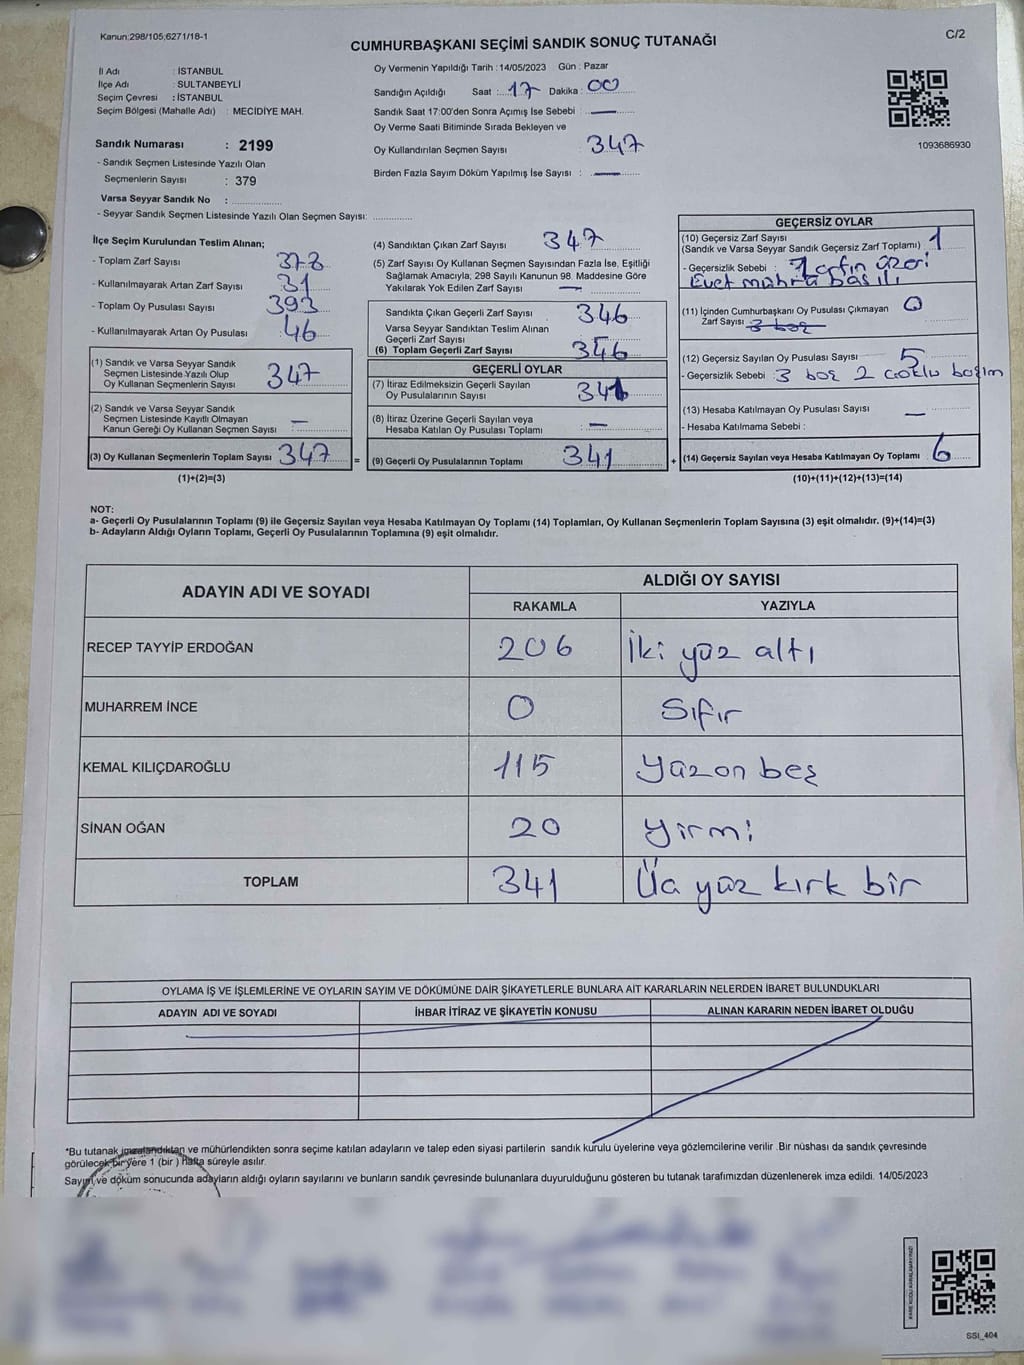 Kanun:298/105;6271/18-1
C/2
CUMHURBAŞKANI SEÇİMİ SANDIK SONUÇ TUTANAĞI
İl Adı : İSTANBUL
İlçe Adı : SULTANBEYLİ
Seçim Çevresi : İSTANBUL
Seçim Bölgesi (Mahalle Adı) : MECİDİYE MAH.
Sandık Numarası : 2199
- Sandık Seçmen Listesinde Yazılı Olan
Seçmenlerin Sayısı : 379
Varsa Seyyar Sandık No :
- Seyyar Sandık Seçmen Listesinde Yazılı Olan Seçmen Sayısı:
Oy Vermenin Yapıldığı Tarih : 14/05/2023 Gün : Pazar
Sandığın Açıldığı Saat : 17 Dakika : 00
Sandık Saat 17:00'den Sonra Açımış İse Sebebi : —
Oy Verme Saati Bitiminde Sırada Bekleyen ve
Oy Kullandırılan Seçmen Sayısı : 347
Birden Fazla Sayım Döküm Yapılmış İse Sayısı : —
1093686930
İlçe Seçim Kurulundan Teslim Alınan;
- Toplam Zarf Sayısı 378
- Kullanılmayarak Artan Zarf Sayısı 31
- Toplam Oy Pusulası Sayısı 393
- Kullanılmayarak Artan Oy Pusulası 46
(1) Sandık ve Varsa Seyyar Sandık
Seçmen Listesinde Yazılı Olup
Oy Kullanan Seçmenlerin Sayısı 347
(2) Sandık ve Varsa Seyyar Sandık
Seçmen Listesinde Kayıtlı Olmayan
Kanun Gereği Oy Kullanan Seçmen Sayısı : —
(3) Oy Kullanan Seçmenlerin Toplam Sayısı 347
(1)+(2)=(3)
=
(4) Sandıktan Çıkan Zarf Sayısı 347
(5) Zarf Sayısı Oy Kullanan Seçmen Sayısından Fazla İse, Eşitliği
Sağlamak Amacıyla; 298 Sayılı Kanunun 98. Maddesine Göre
Yakılarak Yok Edilen Zarf Sayısı : —
Sandıkta Çıkan Geçerli Zarf Sayısı 346
Varsa Seyyar Sandıktan Teslim Alınan
Geçerli Zarf Sayısı
(6) Toplam Geçerli Zarf Sayısı 346
GEÇERLİ OYLAR
(7) İtiraz Edilmeksizin Geçerli Sayılan
Oy Pusulalarının Sayısı 341
(8) İtiraz Üzerine Geçerli Sayılan veya
Hesaba Katılan Oy Pusulası Toplamı : —
(9) Geçerli Oy Pusulalarının Toplamı 341
+
GEÇERSİZ OYLAR
(10) Geçersiz Zarf Sayısı
(Sandık ve Varsa Seyyar Sandık Geçersiz Zarf Toplamı) 1
- Geçersizlik Sebebi : Zarfın üzeri
Evet mührü basılı
(11) İçinden Cumhurbaşkanı Oy Pusulası Çıkmayan
Zarf Sayısı 3 boş 0
(12) Geçersiz Sayılan Oy Pusulası Sayısı 5
- Geçersizlik Sebebi : 3 boş 2 çoklu basım
(13) Hesaba Katılmayan Oy Pusulası Sayısı —
- Hesaba Katılmama Sebebi :
(14) Geçersiz Sayılan veya Hesaba Katılmayan Oy Toplamı 6
(10)+(11)+(12)+(13)=(14)
NOT:
a- Geçerli Oy Pusulalarının Toplamı (9) ile Geçersiz Sayılan veya Hesaba Katılmayan Oy Toplamı (14) Toplamları, Oy Kullanan Seçmenlerin Toplam Sayısına (3) eşit olmalıdır. (9)+(14)=(3)
b- Adayların Aldığı Oyların Toplamı, Geçerli Oy Pusulalarının Toplamına (9) eşit olmalıdır.
ADAYIN ADI VE SOYADI ALDIĞI OY SAYISI
RAKAMLA YAZIYLA
RECEP TAYYİP ERDOĞAN 206 İki yüz altı
MUHARREM İNCE 0 Sıfır
KEMAL KILIÇDAROĞLU 115 Yüzon beş
SİNAN OĞAN 20 Yirmi
TOPLAM 341 Üç yüz kırk bir
OYLAMA İŞ VE İŞLEMLERİNE VE OYLARIN SAYIM VE DÖKÜMÜNE DAİR ŞİKAYETLERLE BUNLARA AİT KARARLARIN NELERDEN İBARET BULUNDUKLARI
ADAYIN ADI VE SOYADI İHBAR İTİRAZ VE ŞİKAYETİN KONUSU ALINAN KARARIN NEDEN İBARET OLDUĞU
*Bu tutanak imzalandıktan ve mühürlendikten sonra seçime katılan adayların ve talep eden siyasi partilerin sandık kurulu üyelerine veya gözlemcilerine verilir. Bir nüshası da sandık çevresinde
görülecek bir yere 1 (bir ) hafta süreyle asılır.
Sayım ve döküm sonucunda adayların aldığı oyların sayılarını ve bunların sandık çevresinde bulunanlara duyurulduğunu gösteren bu tutanak tarafımızdan düzenlenerek imza edildi. 14/05/2023
SSI_404